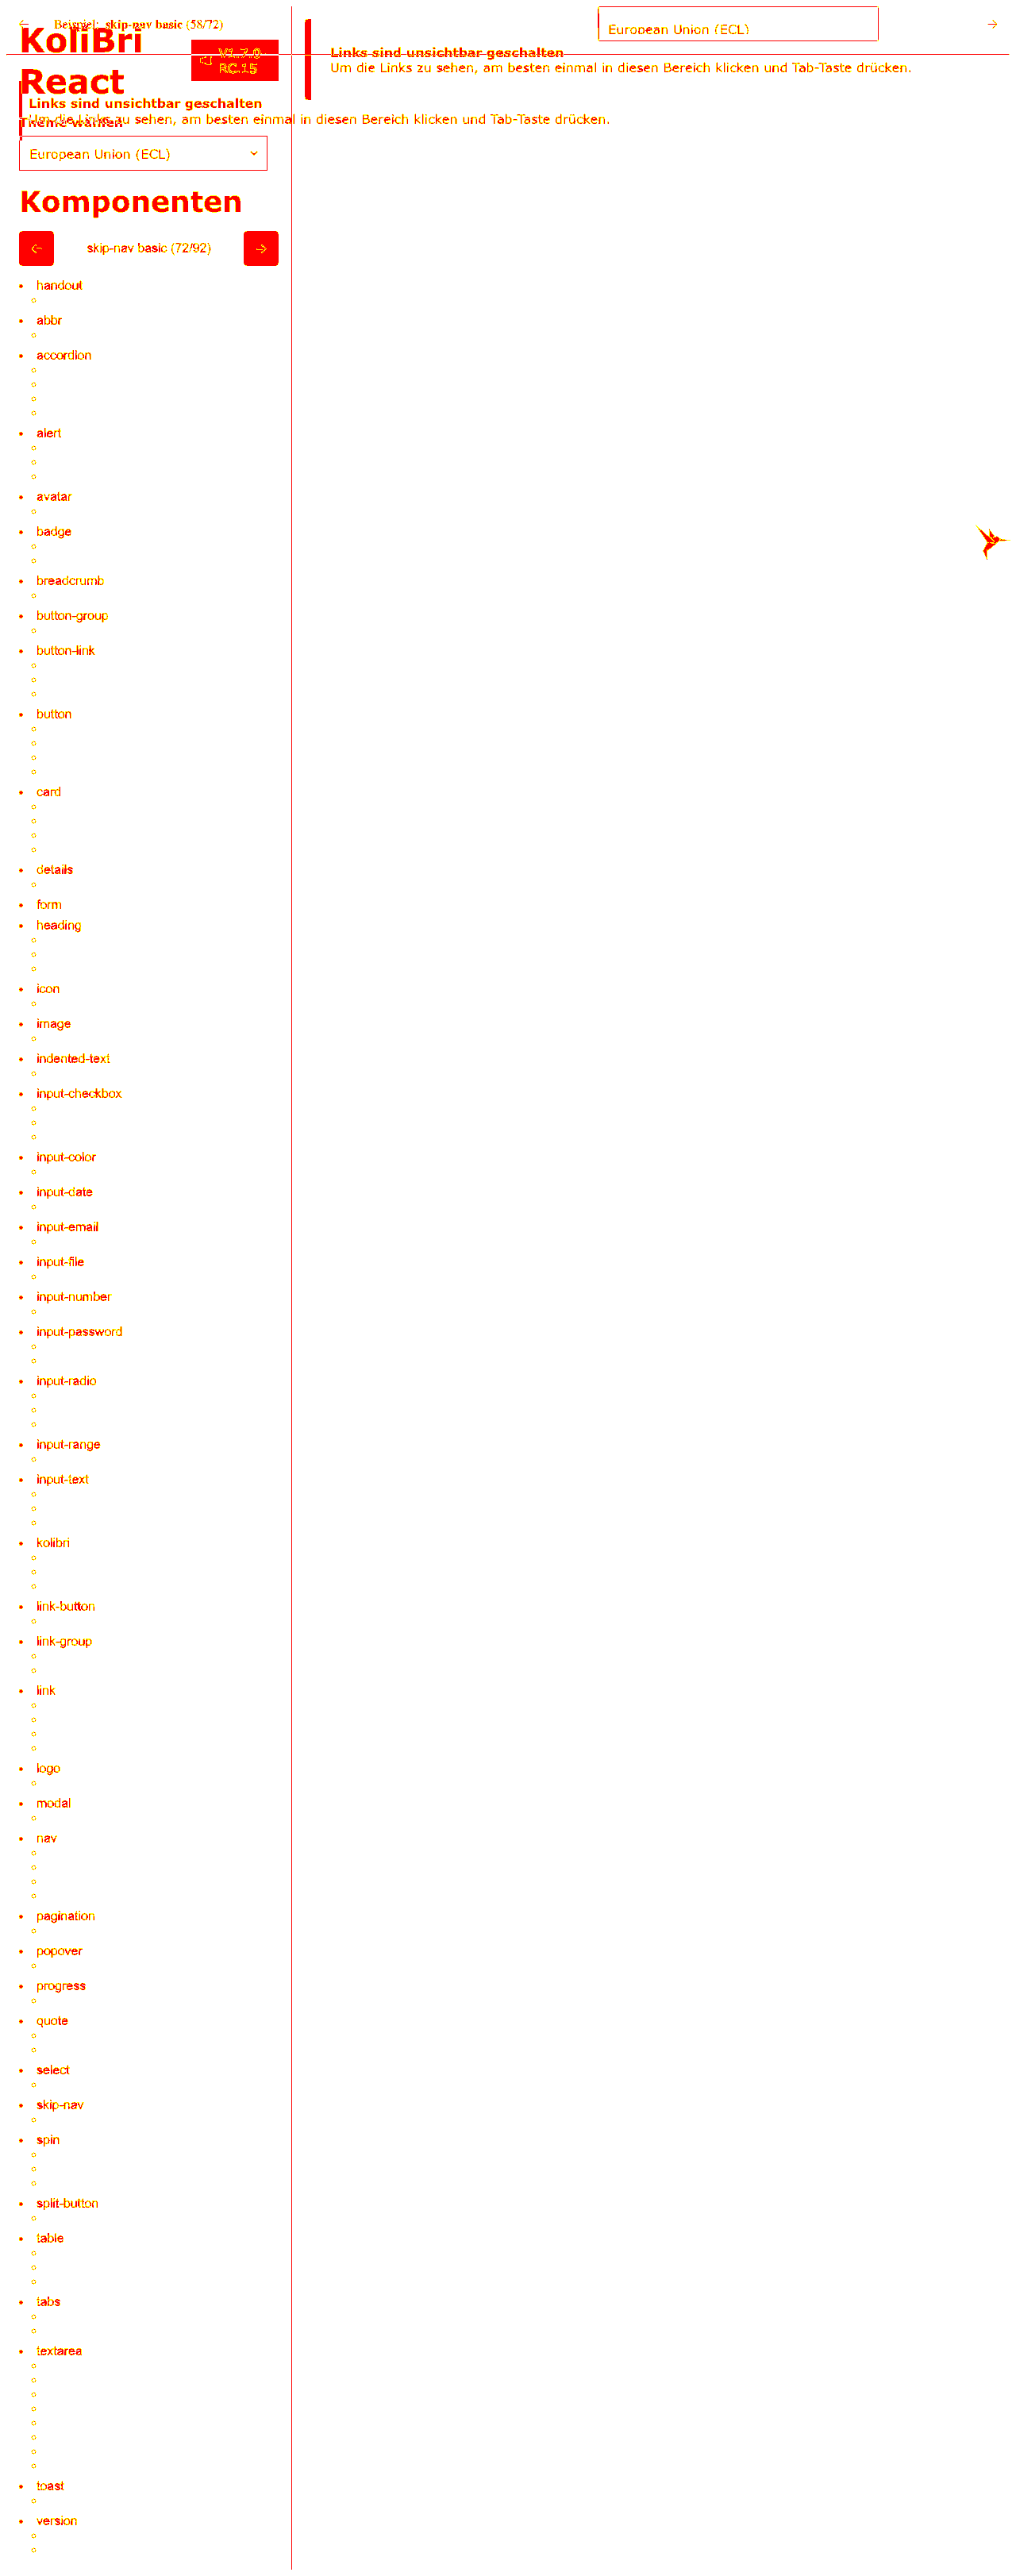 Beispiel: skip-nav basic (58/72)
European Union (ECL)
KoliBri
React
V1.7.0-
RC.15
Links sind unsichtbar geschalten
Um die Links zu sehen, am besten einmal in diesen Bereich klicken und Tab-Taste drücken.
Links sind unsichtbar geschalten
Um die Links zu sehen, am besten einmal in diesen Bereich klicken und Tab-Taste drücken.
Theme wählen
European Union (ECL)
Komponenten
skip-nav basic (72/92)
handout
abbr
accordion
alert
avatar
badge
breadcrumb
button-group
button-link
button
card
details
form
heading
icon
image
indented-text
input-checkbox
input-color
input-date
input-email
input-file
input-number
input-password
input-radio
input-range
input-text
kolibri
link-button
link-group
link
logo
modal
nav
pagination
popover
progress
quote
select
skip-nav
spin
split-button
table
tabs
textarea
toast
version